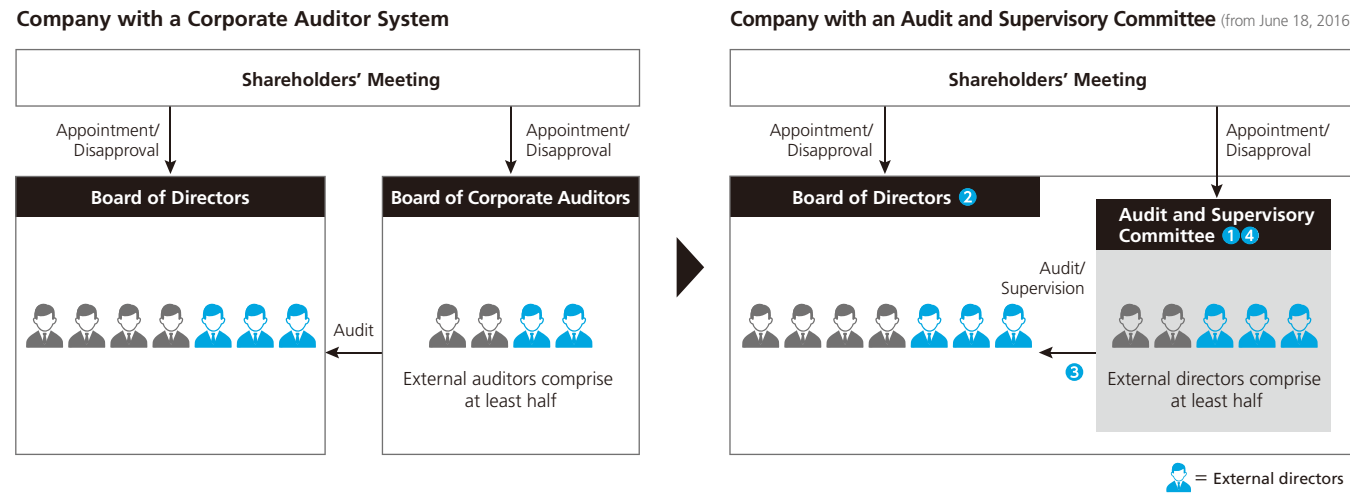 Company with a Corporate Auditor System
Shareholders' Meeting
Appointment/
Disapproval
Appointment/
Disapproval
Board of Directors
Board of Corporate Auditors
Audit
External auditors comprise
at least half
Company with an Audit and Supervisory Committee (from June 18, 2016
Shareholders' Meeting
Appointment/
Disapproval
Appointment/
Disapproval
Board of Directors 2
Audit and Supervisory
Committee 1 4
Audit/
Supervision
3
External directors comprise
at least half
= External directors